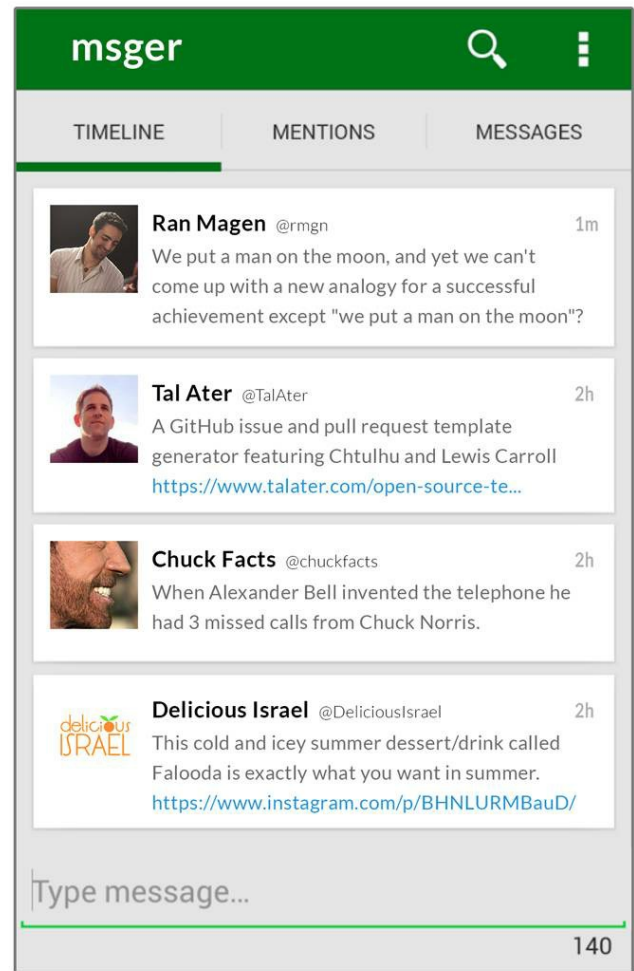 msger
TIMELINE MENTIONS MESSAGES
Ran Magen @rmgn 1m
We put a man on the moon, and yet we can't
come up with a new analogy for a successful
achievement except "we put a man on the moon"?
Tal Ater @TalAter 2h
A GitHub issue and pull request template
generator featuring Chtulhu and Lewis Carroll
https://www.talater.com/open-source-te...
Chuck Facts @chuckfacts 2h
When Alexander Bell invented the telephone he
had 3 missed calls from Chuck Norris.
delicious
ISRAEL
Delicious Israel @DeliciousIsrael 2h
This cold and icey summer dessert/drink called
Falooda is exactly what you want in summer.
https://www.instagram.com/p/BHNLURMBauD/
Type message...
140